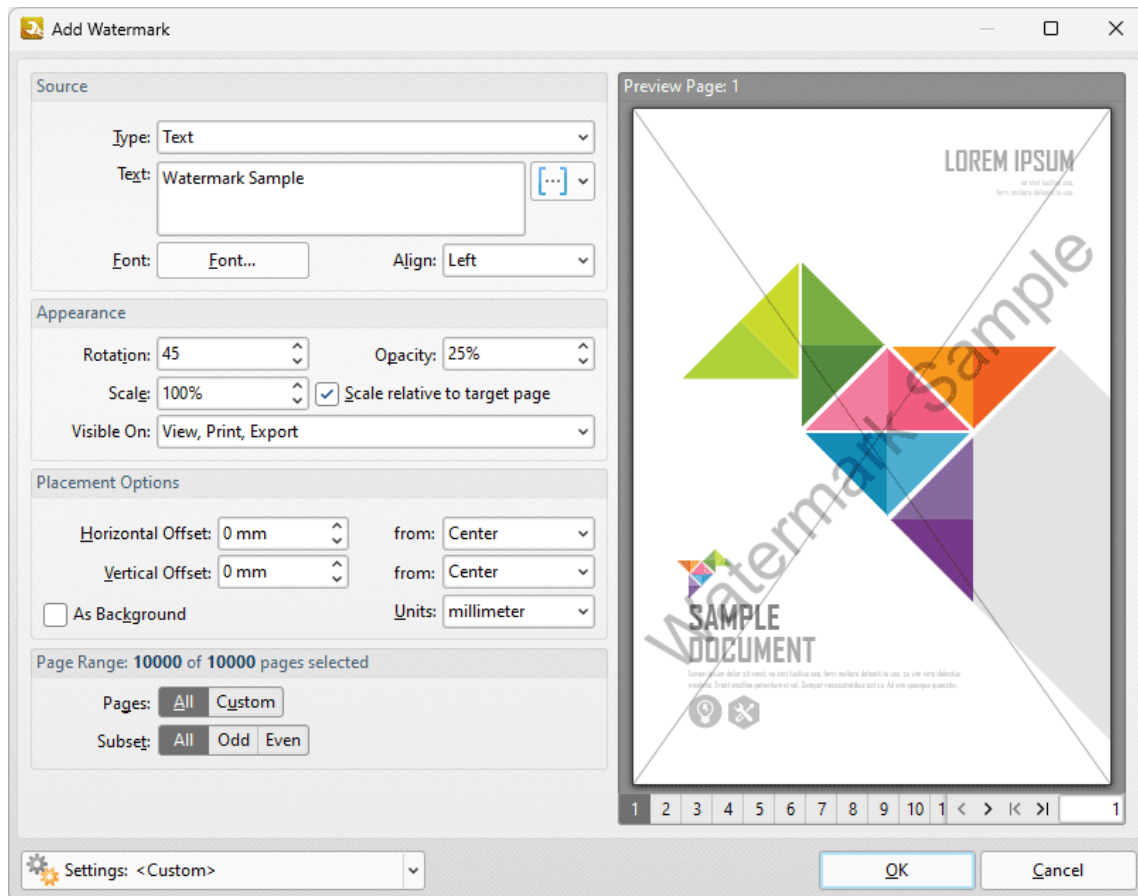 Add Watermark
Source
Type: Text
Text: Watermark Sample
Font: Font... Align: Left
Appearance
Rotation: 45 Opacity: 25%
Scale: 100% Scale relative to target page
Visible On: View, Print, Export
Placement Options
Horizontal Offset: 0 mm from: Center
Vertical Offset: 0 mm from: Center
As Background Units: millimeter
Page Range: 10000 of 10000 pages selected
Pages: All Custom
Subset: All Odd Even
Preview Page: 1
LOREM IPSUM
Watermark Sample
SAMPLE
DOCUMENT
1 2 3 4 5 6 7 8 9 10 1 < > 1
Settings: <Custom>
OK Cancel